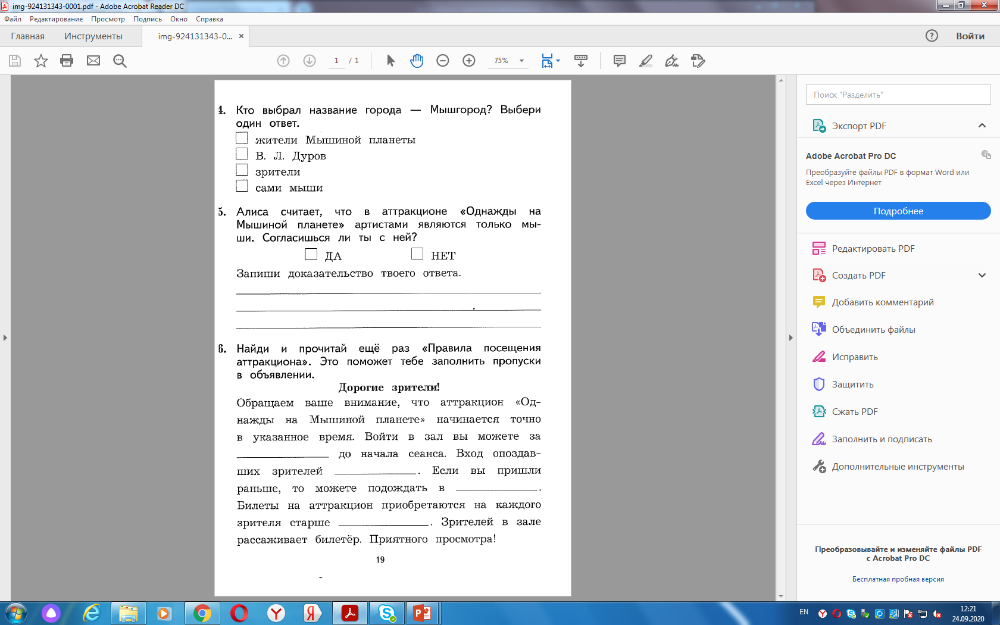 img-924131343-0001.pdf - Adobe Acrobat Reader DC
Файл Редактирование Просмотр Подпись Окно Справка
Главная Инструменты img-924131343-0... × ? Войти
1 / 1 75%
4. Кто выбрал название города — Мышгород? Выбери
один ответ.
жители Мышиной планеты
В. Л. Дуров
зрители
сами мыши
5. Алиса считает, что в аттракционе «Однажды на
Мышиной планете» артистами являются только мы-
ши. Согласишься ли ты с ней?
ДА НЕТ
Запиши доказательство твоего ответа.
6. Найди и прочитай ещё раз «Правила посещения
аттракциона». Это поможет тебе заполнить пропуски
в объявлении.
Дорогие зрители!
Обращаем ваше внимание, что аттракцион «Од-
нажды на Мышиной планете» начинается точно
в указанное время. Войти в зал вы можете за
____ до начала сеанса. Вход опоздав-
ших зрителей ____. Если вы пришли
раньше, то можете подождать в ____.
Билеты на аттракцион приобретаются на каждого
зрителя старше ____. Зрителей в зале
рассаживает билетёр. Приятного просмотра!
19
Поиск "Разделить"
Экспорт PDF
Adobe Acrobat Pro DC
Преобразуйте файлы PDF в формат Word или
Excel через Интернет
Подробнее
Редактировать PDF
Создать PDF
Добавить комментарий
Объединить файлы
Исправить
Защитить
Сжать PDF
Заполнить и подписать
Дополнительные инструменты
Преобразовывайте и изменяйте файлы PDF
с Acrobat Pro DC
Бесплатная пробная версия
EN
12:21
24.09.2020